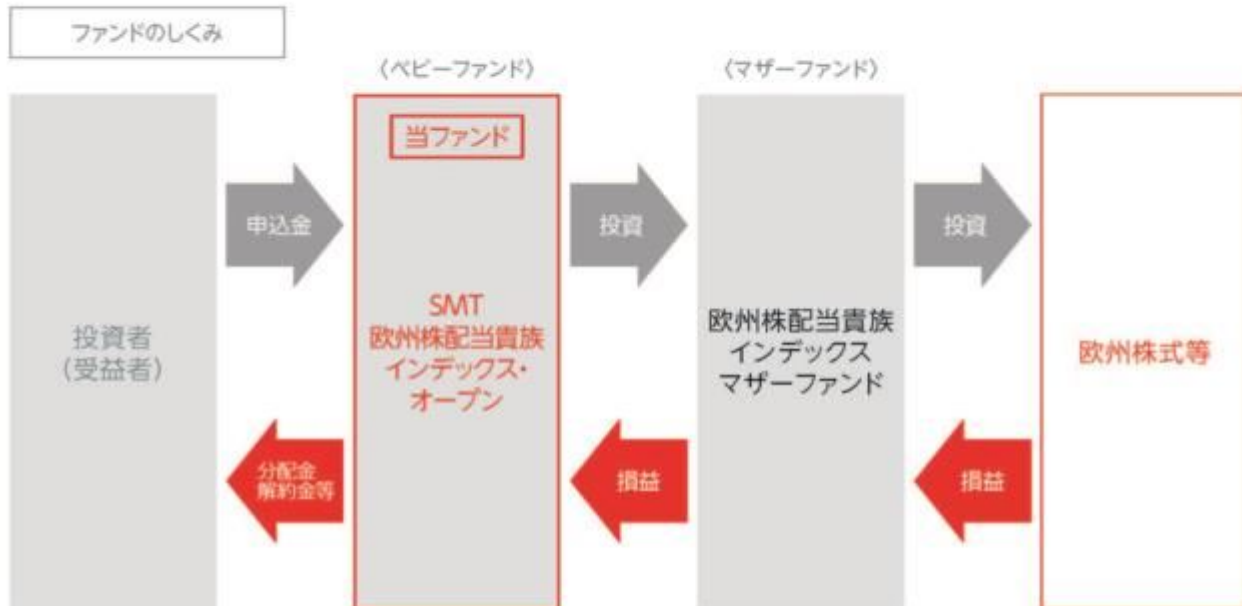 ファンドのしくみ
〈ベビーファンド〉
〈マザーファンド〉
当ファンド
申込金
投資
投資
投資者
(受益者)
SMT
欧州株配当貴族
インデックス・
オープン
欧州株配当貴族
インデックス
マザーファンド
欧州株式等
分配金
解約金等
損益
損益